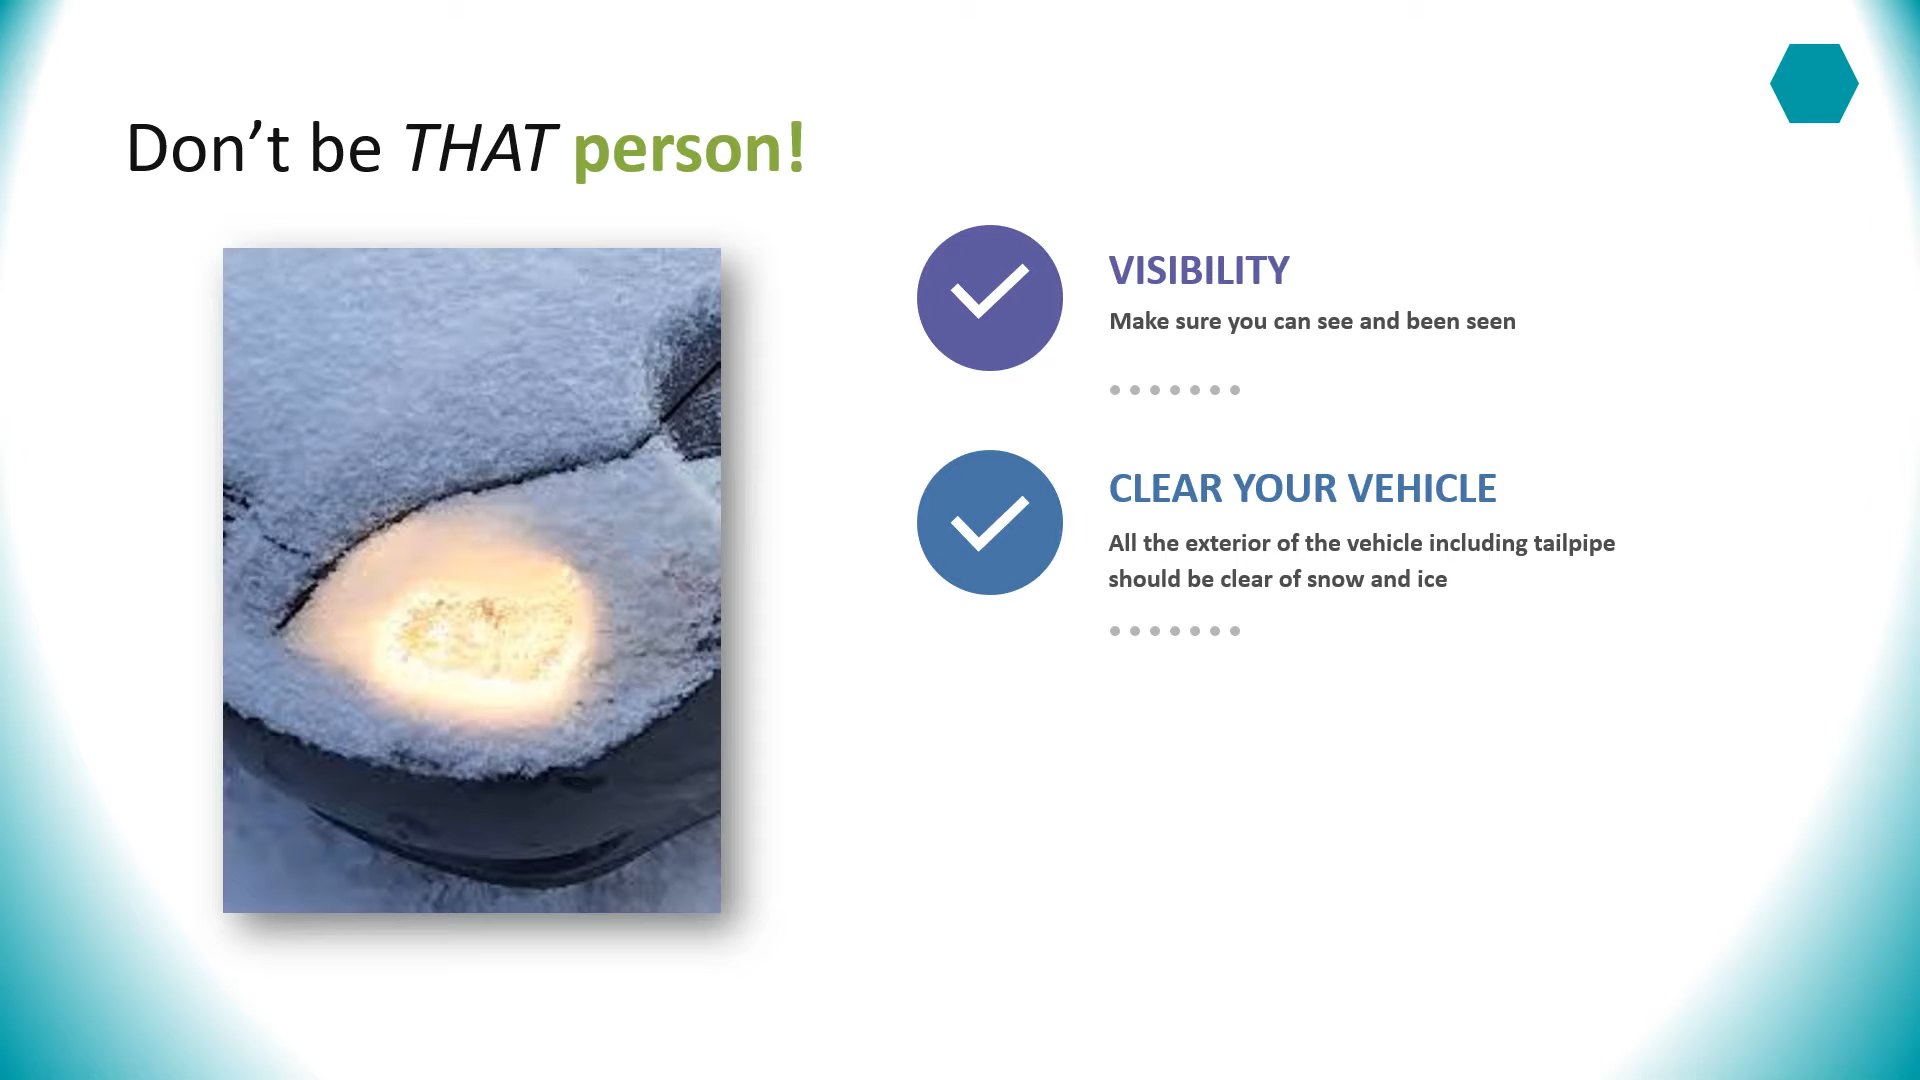 Don’t be THAT person!
VISIBILITY
Make sure you can see and been seen
CLEAR YOUR VEHICLE
All the exterior of the vehicle including tailpipe
should be clear of snow and ice